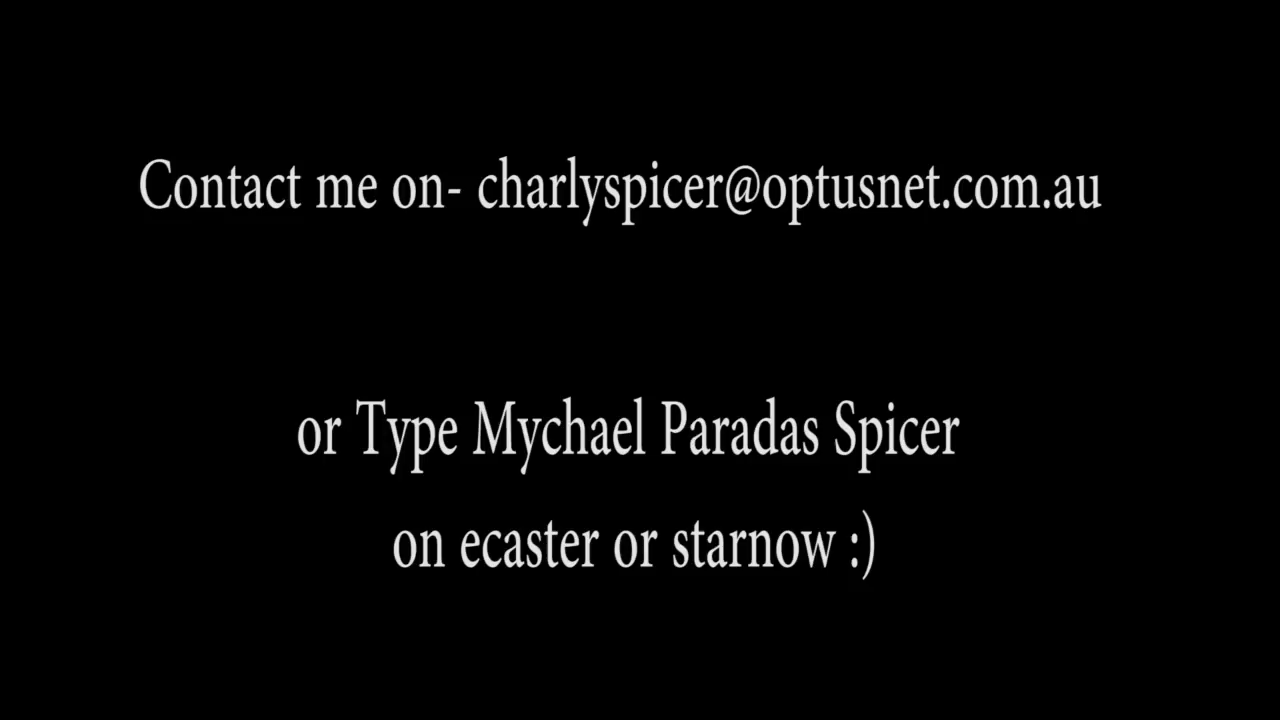 Contact me on- charlyspicer@optusnet.com.au
or Type Mychael Paradas Spicer
on ecaster or starnow :)